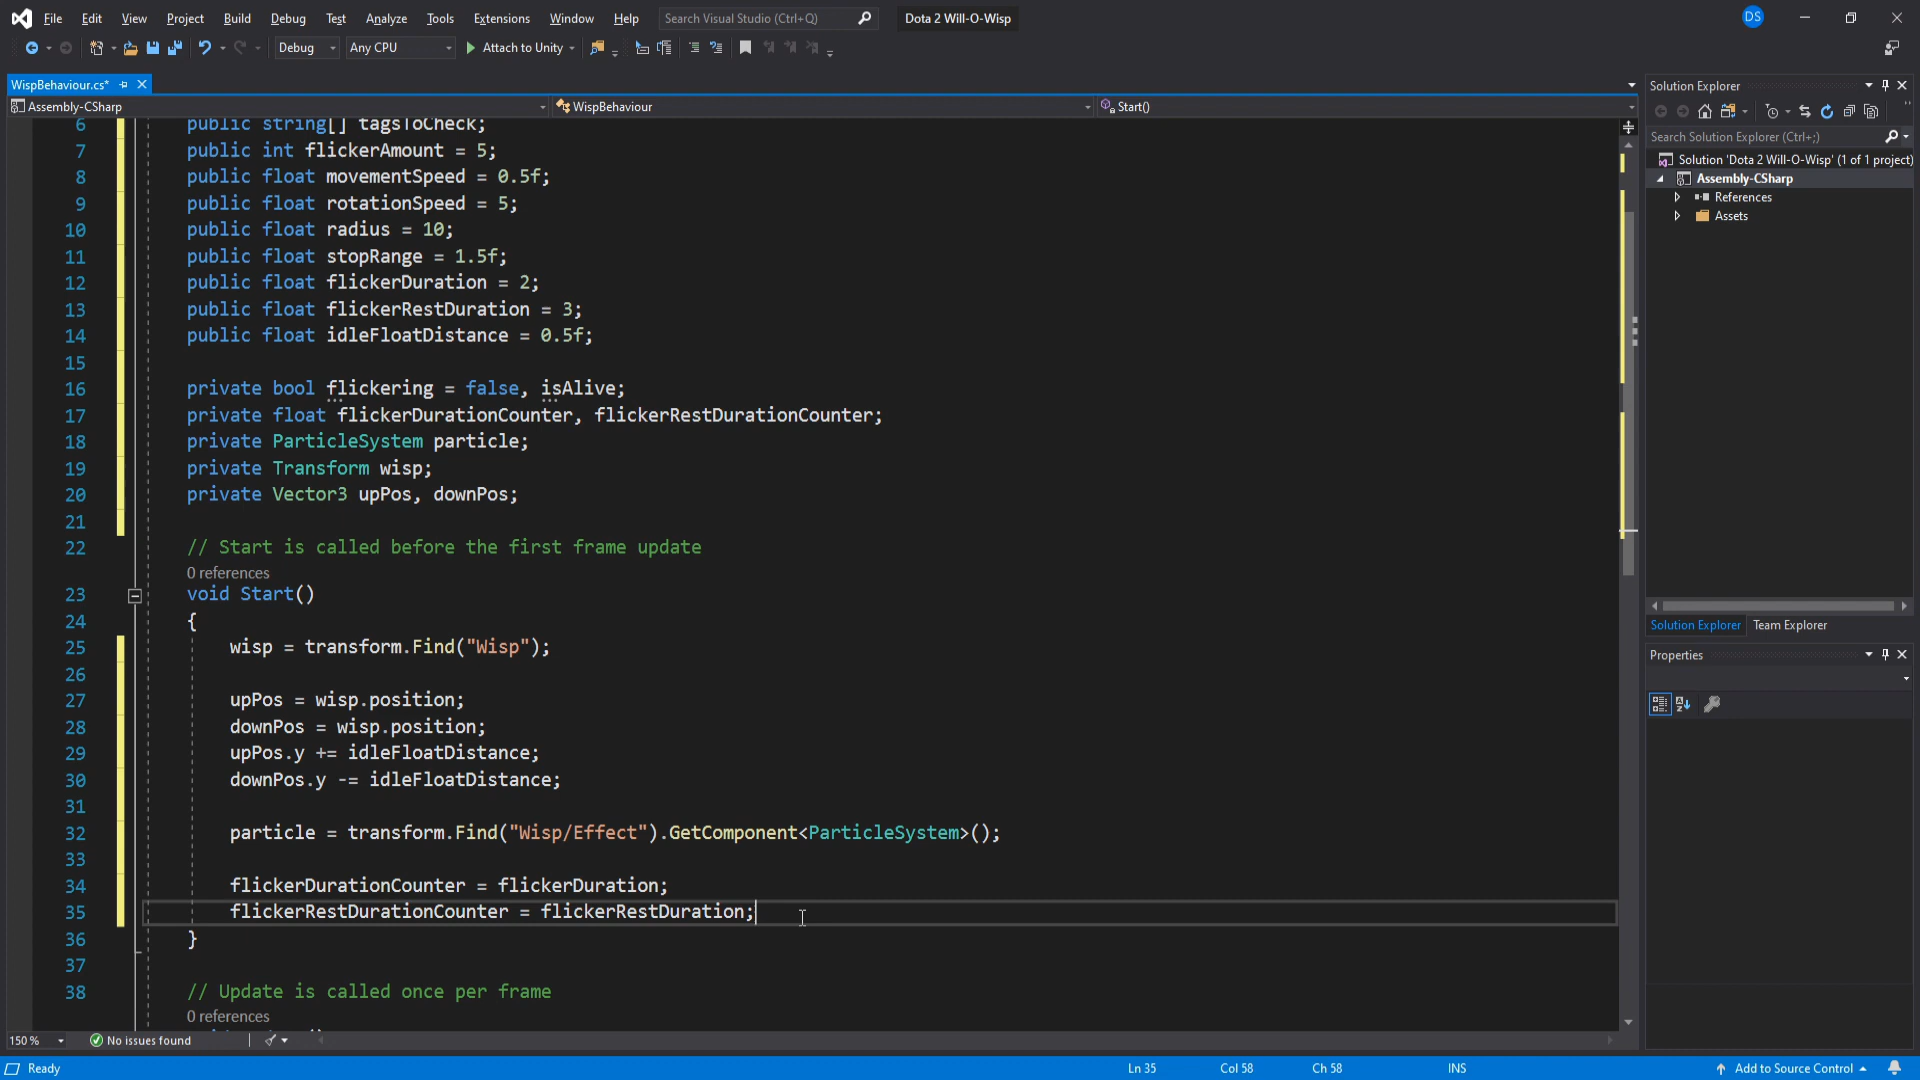 File Edit View Project Build Debug Test Analyze Tools Extensions Window Help Search Visual Studio (Ctrl+Q) Dota 2 Will-O-Wisp DS
Debug Any CPU Attach to Unity
WispBehaviour.cs*
Assembly-CSharp WispBehaviour Start()
6 public string[] tagsToCheck;
7 public int flickerAmount = 5;
8 public float movementSpeed = 0.5f;
9 public float rotationSpeed = 5;
10 public float radius = 10;
11 public float stopRange = 1.5f;
12 public float flickerDuration = 2;
13 public float flickerRestDuration = 3;
14 public float idleFloatDistance = 0.5f;
15
16 private bool flickering = false, isAlive;
17 private float flickerDurationCounter, flickerRestDurationCounter;
18 private ParticleSystem particle;
19 private Transform wisp;
20 private Vector3 upPos, downPos;
21
22 // Start is called before the first frame update
0 references
23 void Start()
24 {
25 wisp = transform.Find("Wisp");
26
27 upPos = wisp.position;
28 downPos = wisp.position;
29 upPos.y += idleFloatDistance;
30 downPos.y -= idleFloatDistance;
31
32 particle = transform.Find("Wisp/Effect").GetComponent<ParticleSystem>();
33
34 flickerDurationCounter = flickerDuration;
35 flickerRestDurationCounter = flickerRestDuration;
36 }
37
38 // Update is called once per frame
0 references
150 % No issues found
Solution Explorer
Search Solution Explorer (Ctrl+;)
Solution 'Dota 2 Will-O-Wisp' (1 of 1 project)
Assembly-CSharp
References
Assets
Solution Explorer Team Explorer
Properties
Ready Ln 35 Col 58 Ch 58 INS Add to Source Control